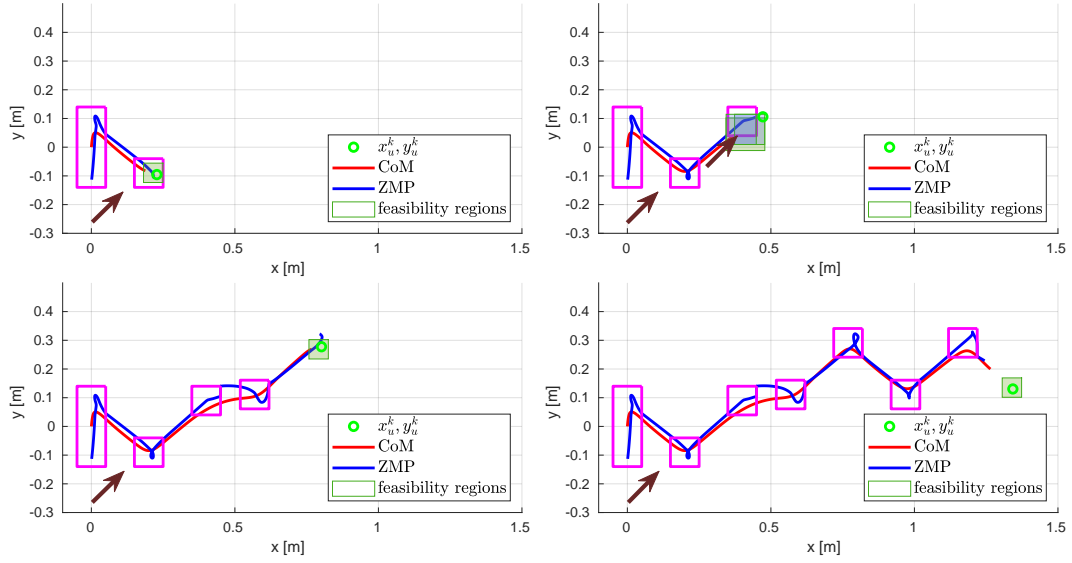 0.4
0.3
0.2
0.1
0
-0.1
-0.2
-0.3
y [m]
0
0.5
1
1.5
x [m]
$x_u^k, y_u^k$
CoM
ZMP
feasibility regions
0.4
0.3
0.2
0.1
0
-0.1
-0.2
-0.3
y [m]
0
0.5
1
1.5
x [m]
$x_u^k, y_u^k$
CoM
ZMP
feasibility regions
0.4
0.3
0.2
0.1
0
-0.1
-0.2
-0.3
y [m]
0
0.5
1
1.5
x [m]
$x_u^k, y_u^k$
CoM
ZMP
feasibility regions
0.4
0.3
0.2
0.1
0
-0.1
-0.2
-0.3
y [m]
0
0.5
1
1.5
x [m]
$x_u^k, y_u^k$
CoM
ZMP
feasibility regions